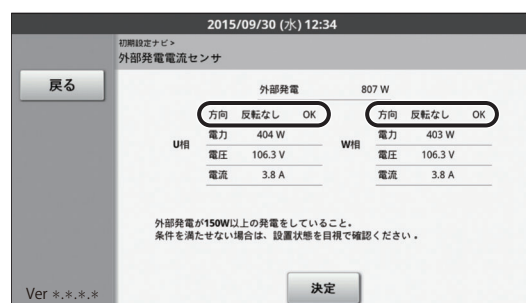 2015/09/30 (水) 12:34
初期設定ナビ>
外部発電電流センサ
戻る
外部発電 807 W
方向 反転なし OK 方向 反転なし OK
電力 404 W 電力 403 W
U相 W相
電圧 106.3 V 電圧 106.3 V
電流 3.8 A 電流 3.8 A
外部発電が150W以上の発電をしていること。
条件を満たせない場合は、設置状態を目視で確認ください。
決定
Ver *.*.*.*